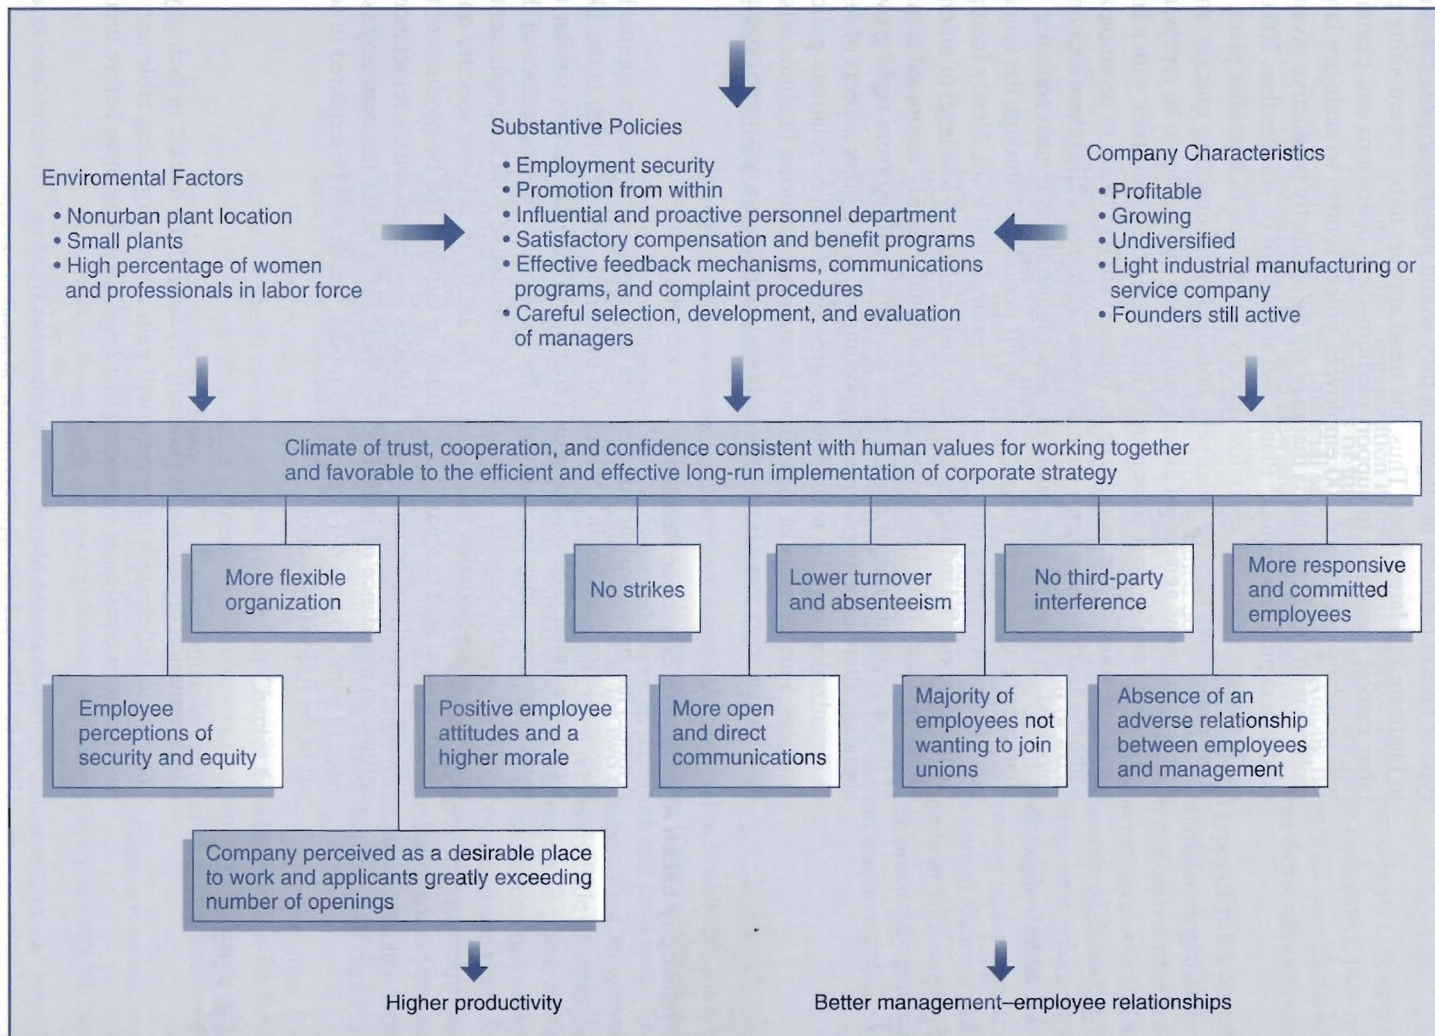 Substantive Policies
• Employment security
• Promotion from within
• Influential and proactive personnel department
• Satisfactory compensation and benefit programs
• Effective feedback mechanisms, communications
programs, and complaint procedures
• Careful selection, development, and evaluation
of managers
Enviromental Factors
• Nonurban plant location
• Small plants
• High percentage of women
and professionals in labor force
Company Characteristics
• Profitable
• Growing
• Undiversified
• Light industrial manufacturing or
service company
• Founders still active
Climate of trust, cooperation, and confidence consistent with human values for working together
and favorable to the efficient and effective long-run implementation of corporate strategy
More flexible
organization
No strikes
Lower turnover
and absenteeism
No third-party
interference
More responsive
and committed
employees
Employee
perceptions of
security and equity
Positive employee
attitudes and a
higher morale
More open
and direct
communications
Majority of
employees not
wanting to join
unions
Absence of an
adverse relationship
between employees
and management
Company perceived as a desirable place
to work and applicants greatly exceeding
number of openings
Higher productivity
Better management–employee relationships